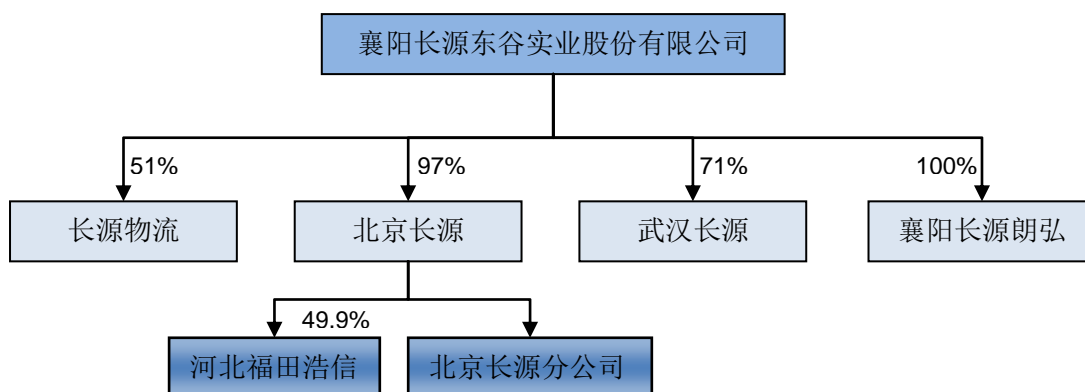 襄阳长源东谷实业股份有限公司
51%
97%
71%
100%
长源物流
北京长源
武汉长源
襄阳长源朗弘
49.9%
河北福田浩信
北京长源分公司